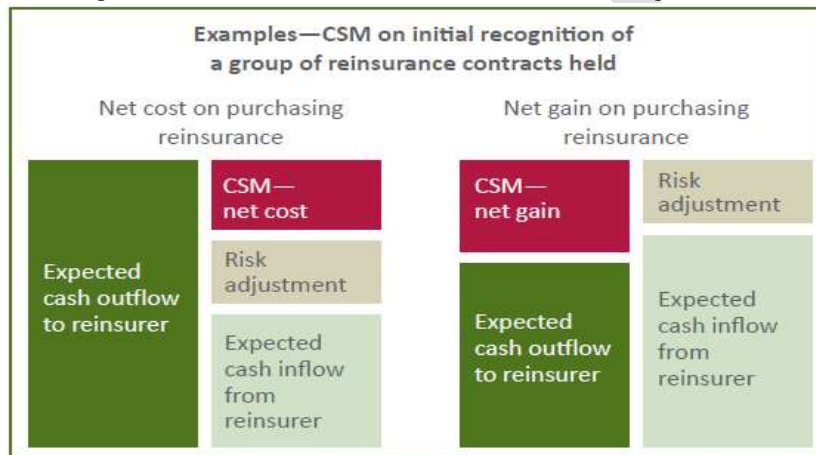 Examples—CSM on initial recognition of
a group of reinsurance contracts held
Net cost on purchasing
reinsurance
Expected
cash outflow
to reinsurer
CSM—
net cost
Risk
adjustment
Expected
cash inflow
from
reinsurer
Net gain on purchasing
reinsurance
CSM—
net gain
Expected
cash outflow
to reinsurer
Risk
adjustment
Expected
cash inflow
from
reinsurer